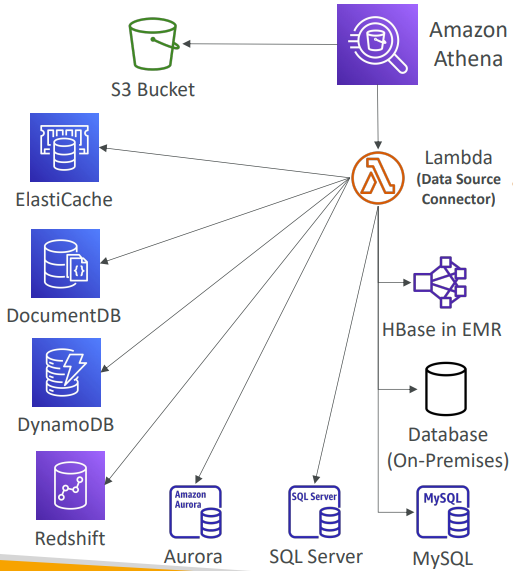 Amazon
Athena
S3 Bucket
Lambda
(Data Source
Connector)
ElastiCache
DocumentDB
HBase in EMR
DynamoDB
Database
(On-Premises)
Redshift
Amazon
Aurora
Aurora
SQL Server
SQL Server
MySQL
MySQL